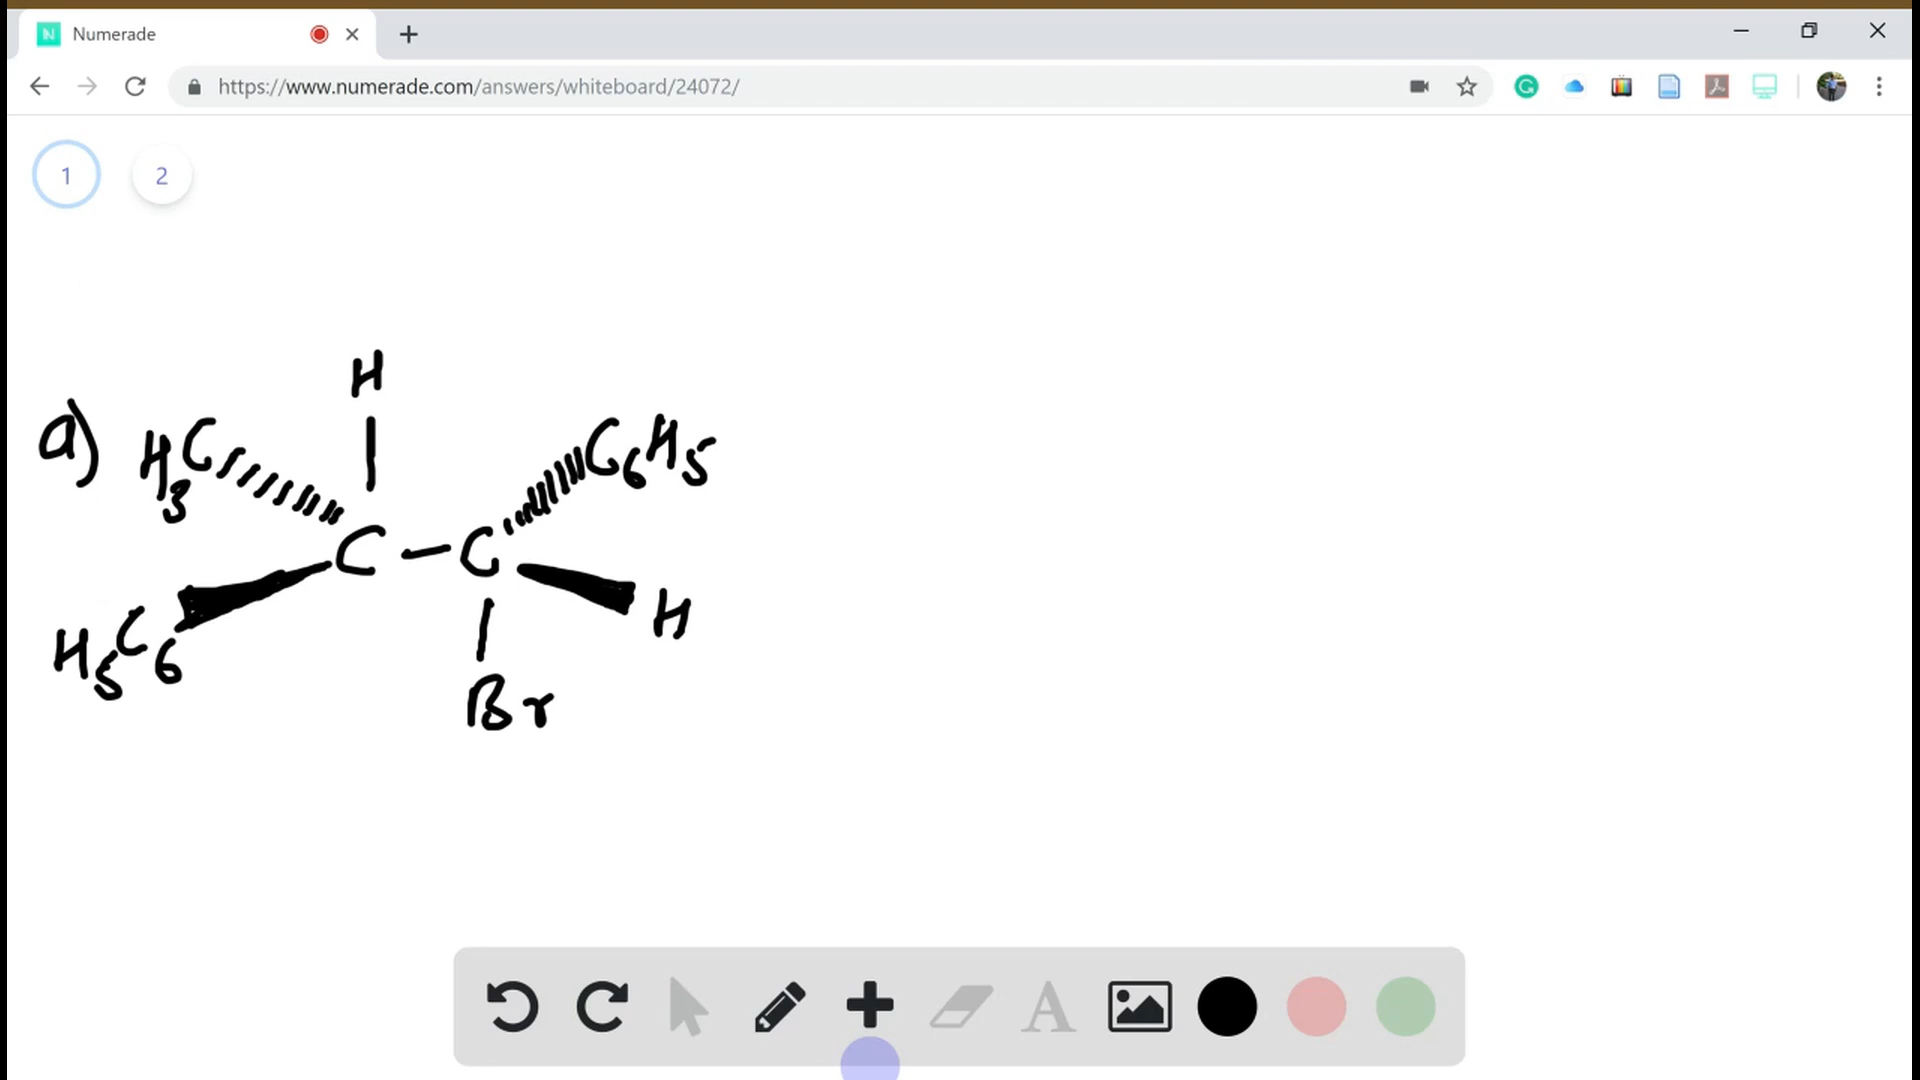 Numerade
https://www.numerade.com/answers/whiteboard/24072/
1 2
H
a) H3C C6H5
C - C
H5C6 H
Br
A